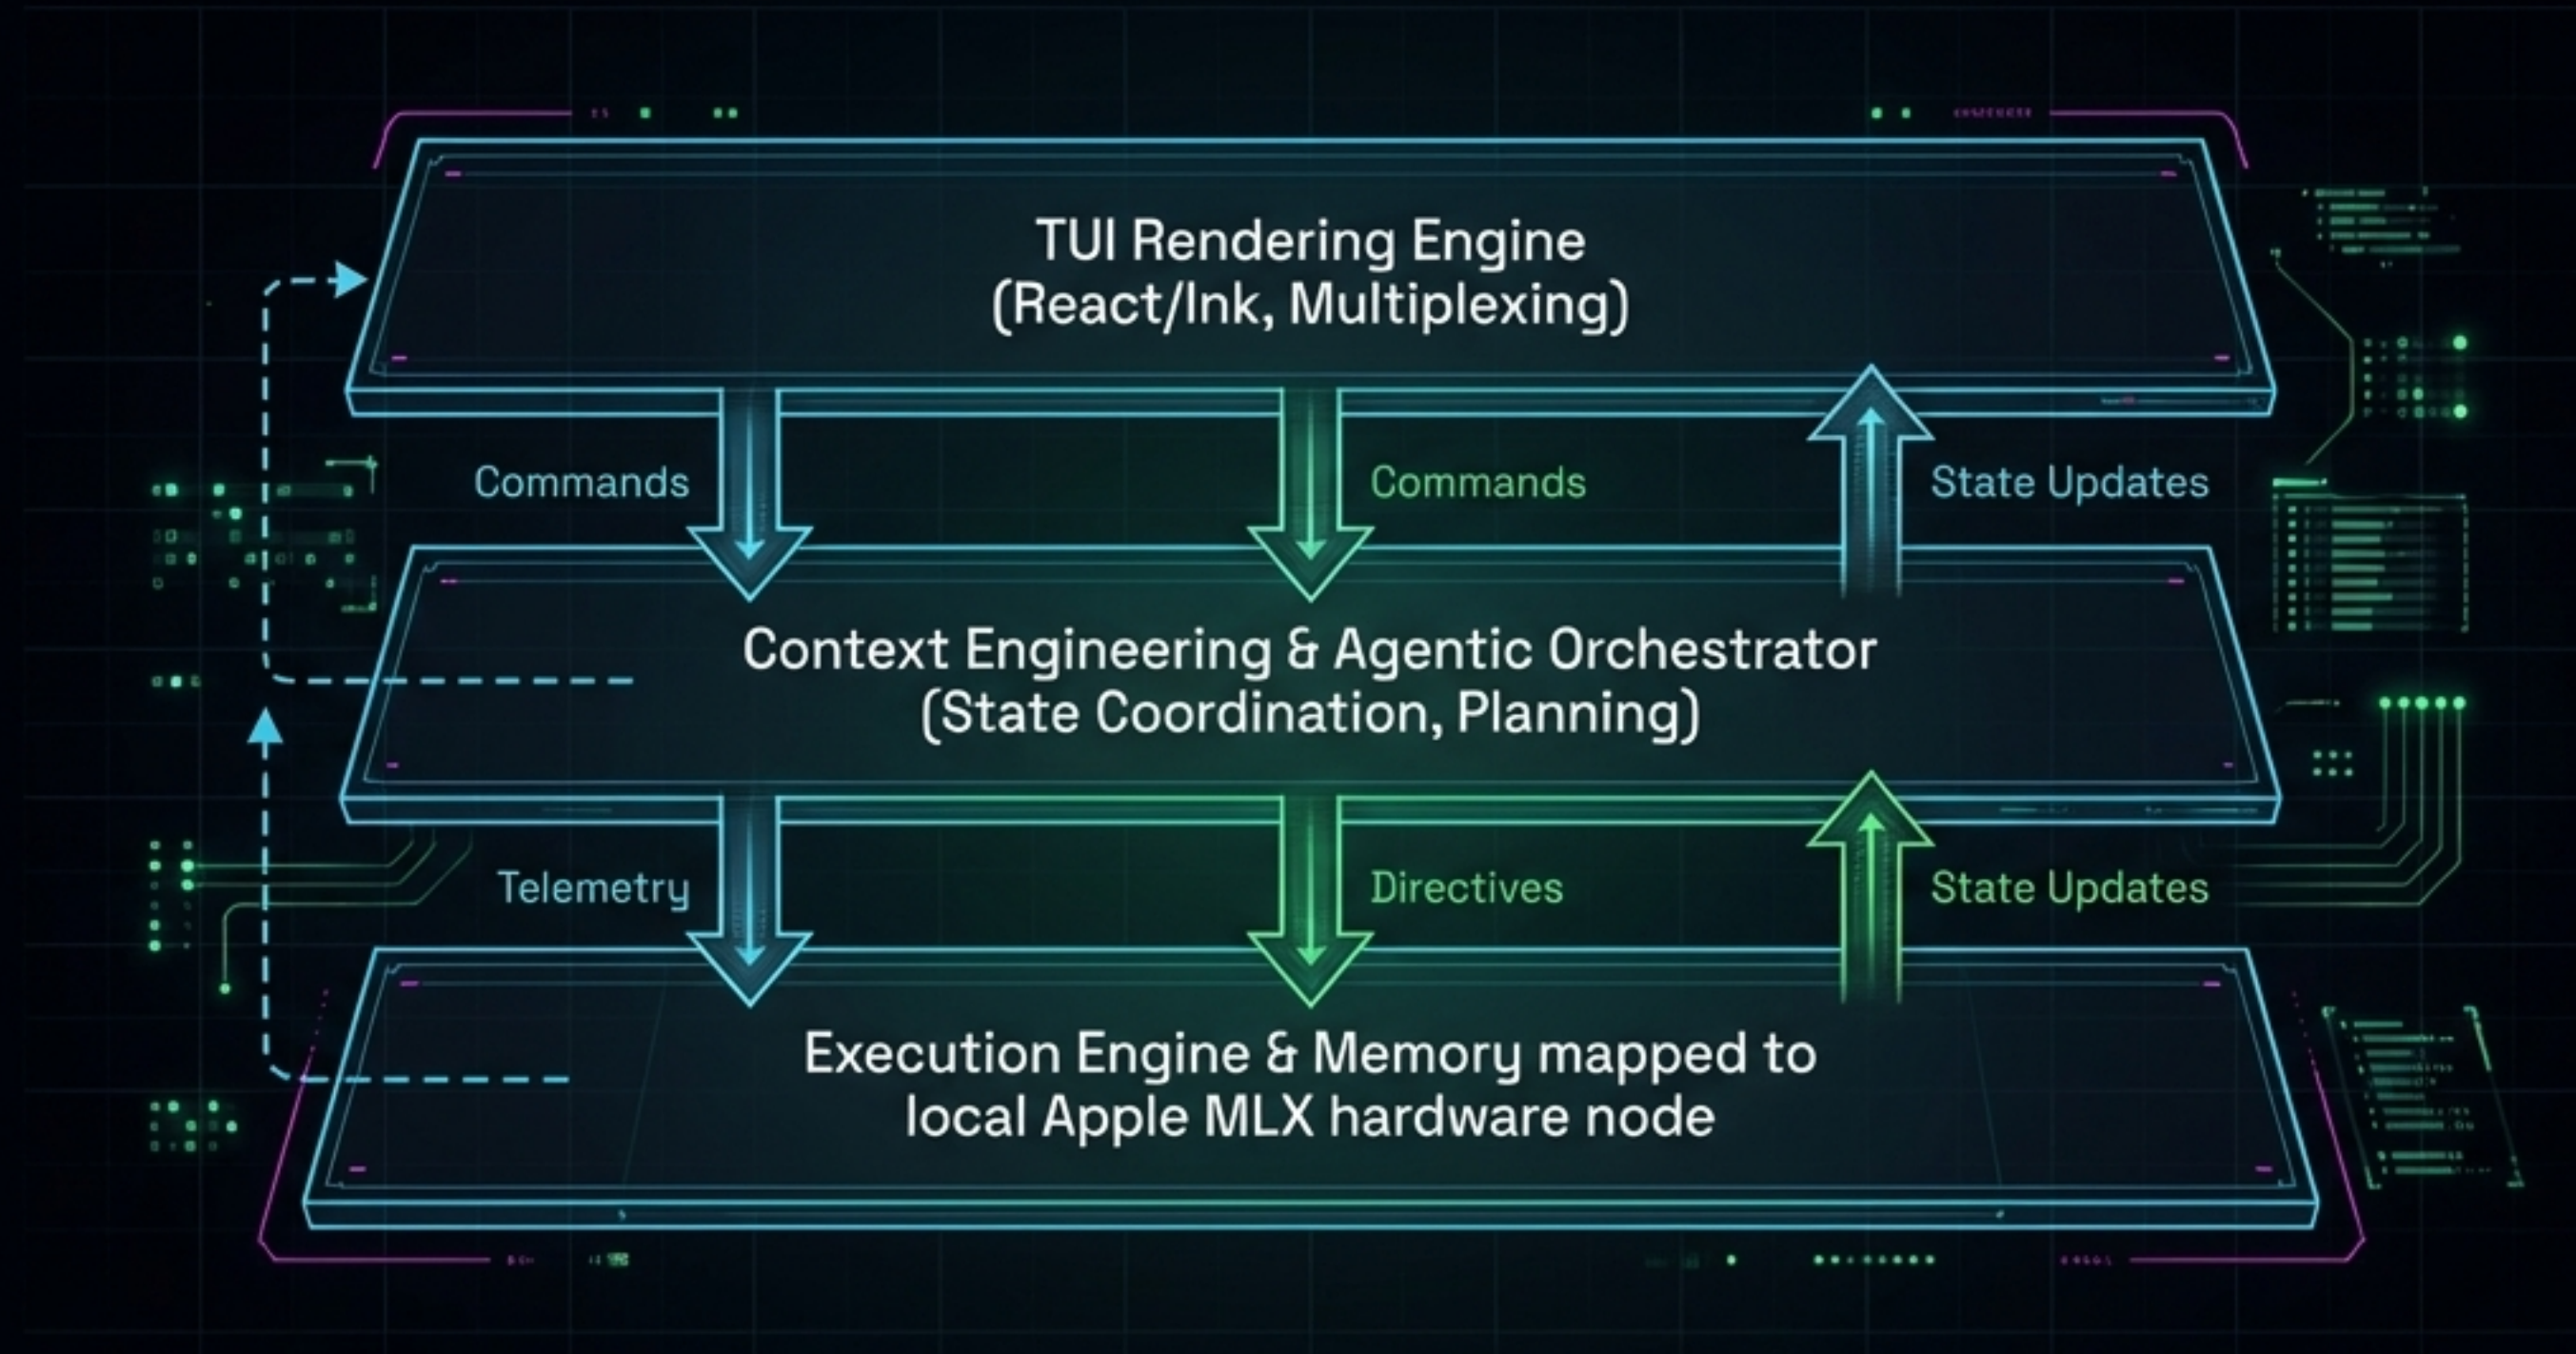 TUI Rendering Engine
(React/Ink, Multiplexing)
Commands
Commands
State Updates
Context Engineering & Agentic Orchestrator
(State Coordination, Planning)
Telemetry
Directives
State Updates
Execution Engine & Memory mapped to
local Apple MLX hardware node